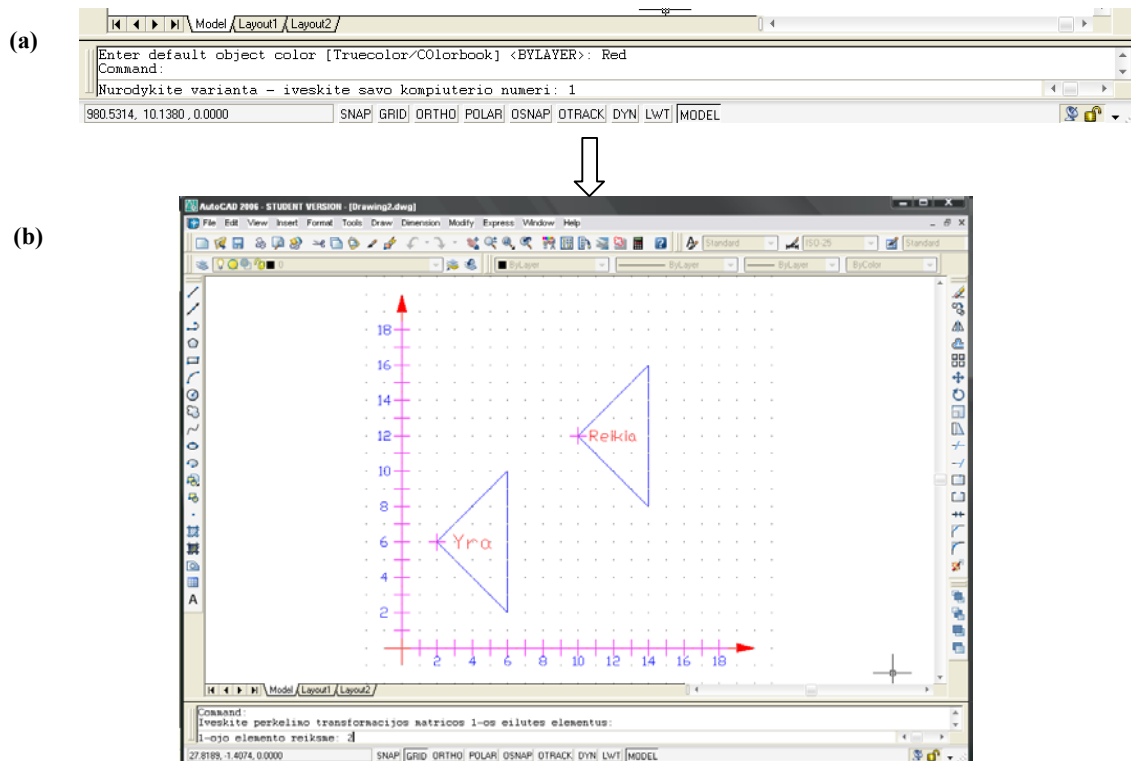 (a)
Model Layout1 Layout2
Enter default object color [Truecolor/COlorbook] <BYLAYER>: Red
Command:
Nurodykite varianta - iveskite savo kompiuterio numeri: 1
980.5314, 10.1380 , 0.0000 SNAP GRID ORTHO POLAR OSNAP OTRACK DYN LWT MODEL
(b)
AutoCAD 2006 - STUDENT VERSION - [Drawing2.dwg]
File Edit View Insert Format Tools Draw Dimension Modify Express Window Help
Standard ISO-25 Standard
0 ByLayer ByLayer ByLayer ByColor
18
16
14
12 Reikia
10
8
6 Yra
4
2
2 4 6 8 10 12 14 16 18
A
Model Layout1 Layout2
Command:
Iveskite perkelimo transformacijos matricos 1-os eilutes elementus:
1-ojo elemento reiksme: 2
27.8189, -1.4074, 0.0000 SNAP GRID ORTHO POLAR OSNAP OTRACK DYN LWT MODEL